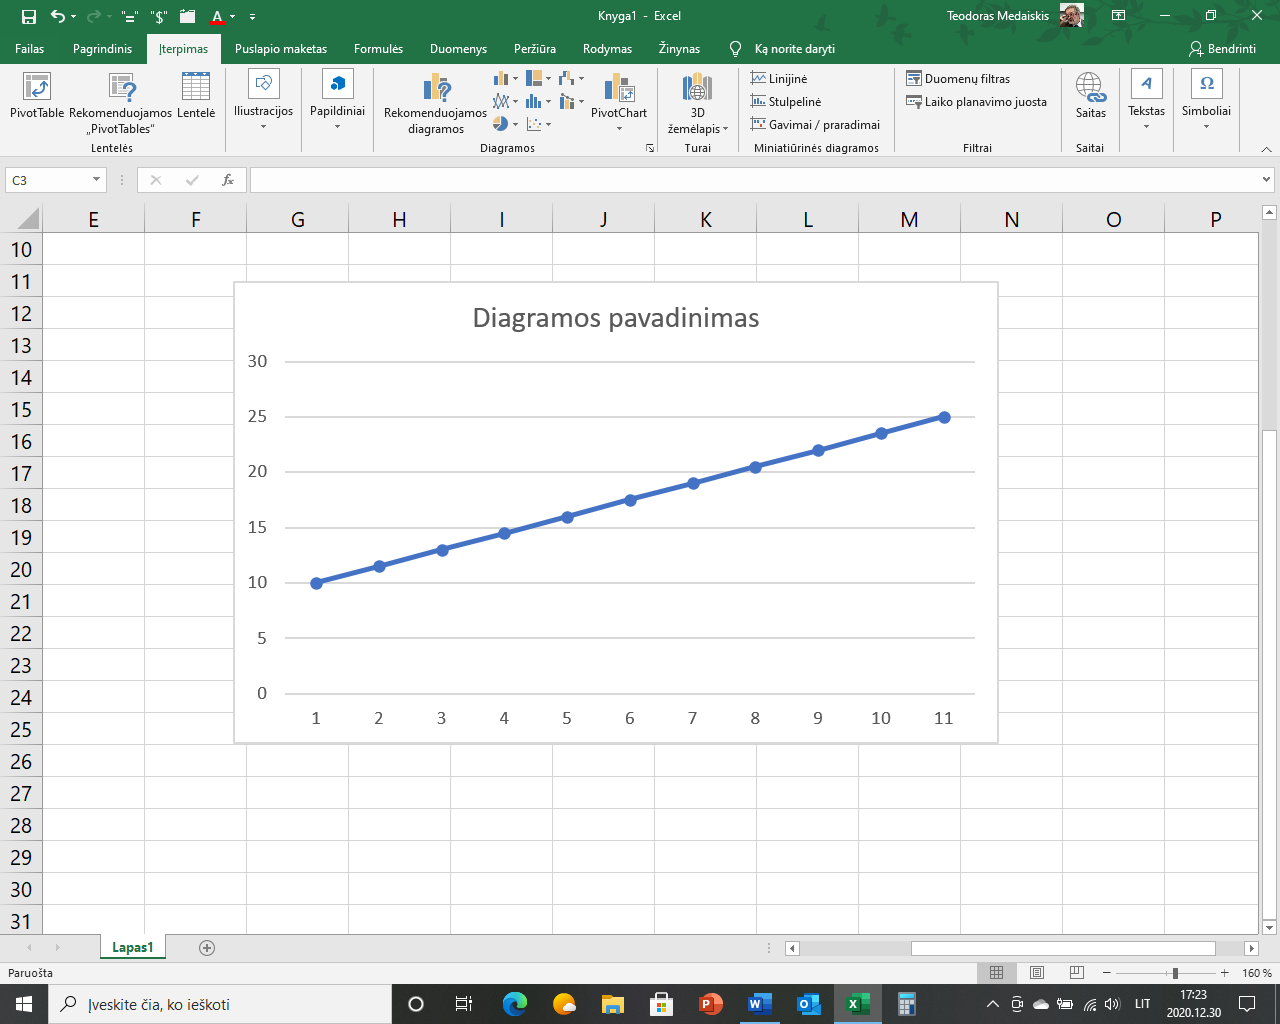 Knyga1 - Excel
Teodoras Medaiskis
Failas Pagrindinis Įterpimas Puslapio maketas Formulės Duomenys Peržiūra Rodymas Žinynas Ką norite daryti Bendrinti
PivotTable
Rekomenduojamos
„PivotTables“
Lentelė
Lentelės
Iliustracijos
Papildiniai
Rekomenduojamos
diagramos
PivotChart
Diagramos
3D
žemėlapis
Turai
Linijinė
Stulpelinė
Gavimai / praradimai
Miniatiūrinės diagramos
Duomenų filtras
Laiko planavimo juosta
Filtrai
Saitas
Saitai
Tekstas
Simboliai
C3
fx
E F G H I J K L M N O P
10
11
12
13
14
15
16
17
18
19
20
21
22
23
24
25
26
27
28
29
30
31
Diagramos pavadinimas
30
25
20
15
10
5
0
1 2 3 4 5 6 7 8 9 10 11
Lapas1
Paruošta
160 %
Įveskite čia, ko ieškoti
LIT
17:23
2020.12.30